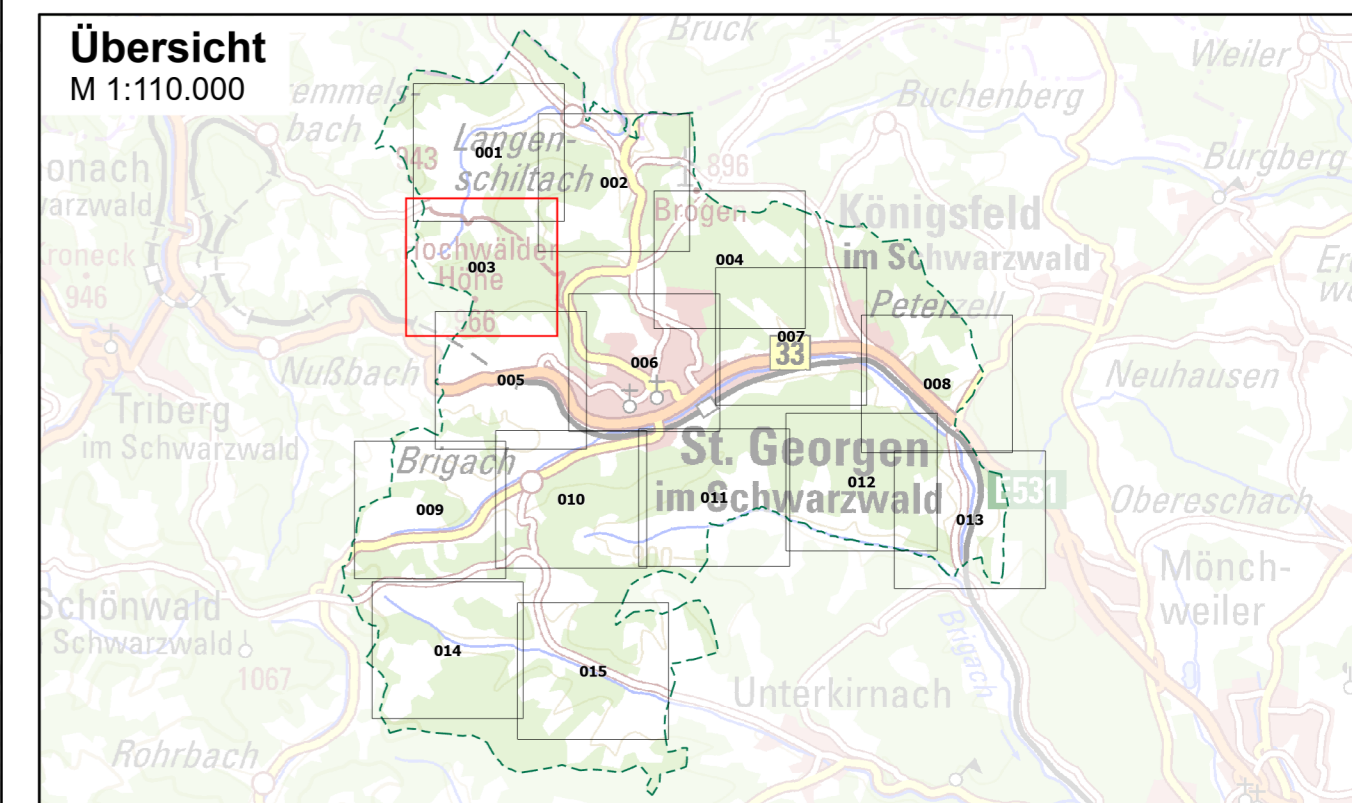 Übersicht
M 1:110.000
Bruck
Weiler
emmels-
bach
Buchenberg
Langen-
schiltach
001
002
943
896
Burgberg
onach
warzwald
Brogen
Königsfeld
im Schwarzwald
Hochwälder
Höhe
003
966
004
roneck
946
Peterzell
007
33
006
005
008
Nußbach
Neuhausen
Triberg
im Schwarzwald
St. Georgen
im Schwarzwald
Brigach
009
010
011
012
013
E531
Obereschach
900
Mönch-
weiler
Schönwald
Schwarzwald
1067
014
015
Brigach
Unterkirnach
Rohrbach